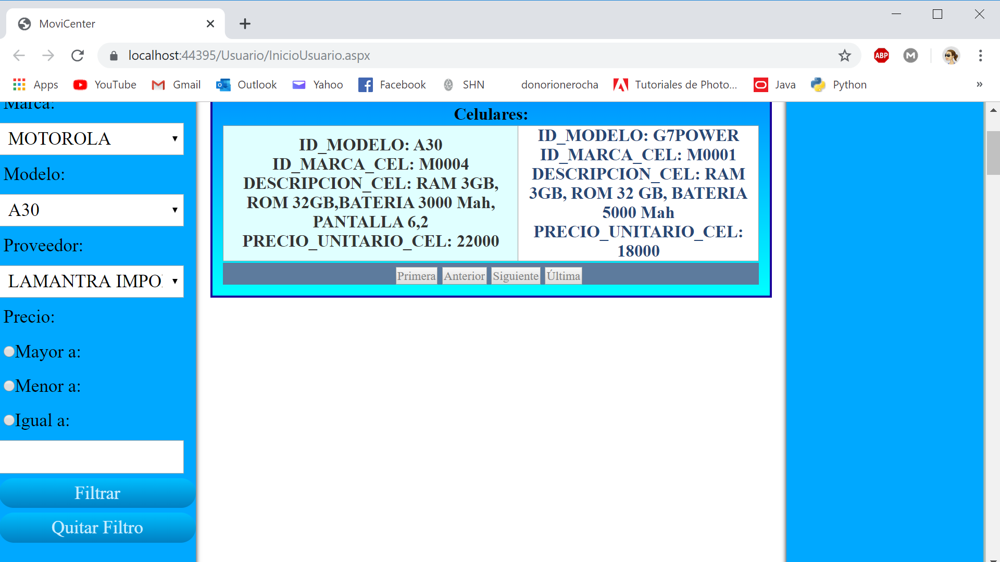 MoviCenter
localhost:44395/Usuario/InicioUsuario.aspx
ABP
M
Apps YouTube Gmail Outlook Yahoo Facebook SHN donorionerocha Tutoriales de Photo... Java Python »
Marca:
MOTOROLA
Modelo:
A30
Proveedor:
LAMANTRA IMPO
Precio:
Mayor a:
Menor a:
Igual a:
Filtrar
Quitar Filtro
Celulares:
ID_MODELO: A30
ID_MARCA_CEL: M0004
DESCRIPCION_CEL: RAM 3GB,
ROM 32GB,BATERIA 3000 Mah,
PANTALLA 6,2
PRECIO_UNITARIO_CEL: 22000
ID_MODELO: G7POWER
ID_MARCA_CEL: M0001
DESCRIPCION_CEL: RAM
3GB, ROM 32 GB, BATERIA
5000 Mah
PRECIO_UNITARIO_CEL:
18000
Primera Anterior Siguiente Última